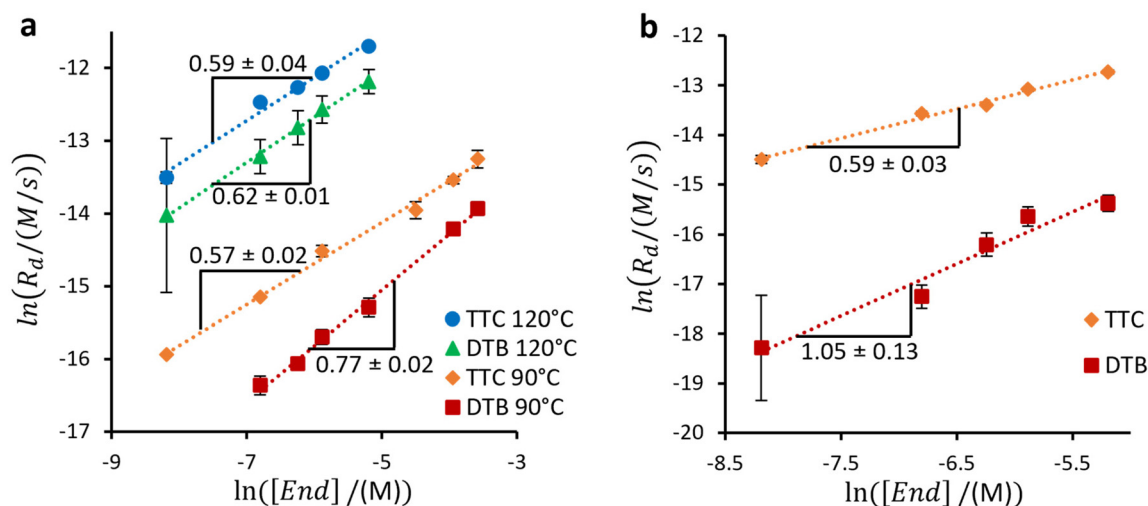 a
ln(R_d/(M/s))
-12
-13
-14
-15
-16
-17
-9
-7
-5
-3
ln([End]/(M))
0.59 ± 0.04
0.62 ± 0.01
0.57 ± 0.02
0.77 ± 0.02
TTC 120°C
DTB 120°C
TTC 90°C
DTB 90°C
b
ln(R_d/(M/s))
-12
-13
-14
-15
-16
-17
-18
-19
-20
-8.5
-7.5
-6.5
-5.5
ln([End]/(M))
0.59 ± 0.03
1.05 ± 0.13
TTC
DTB